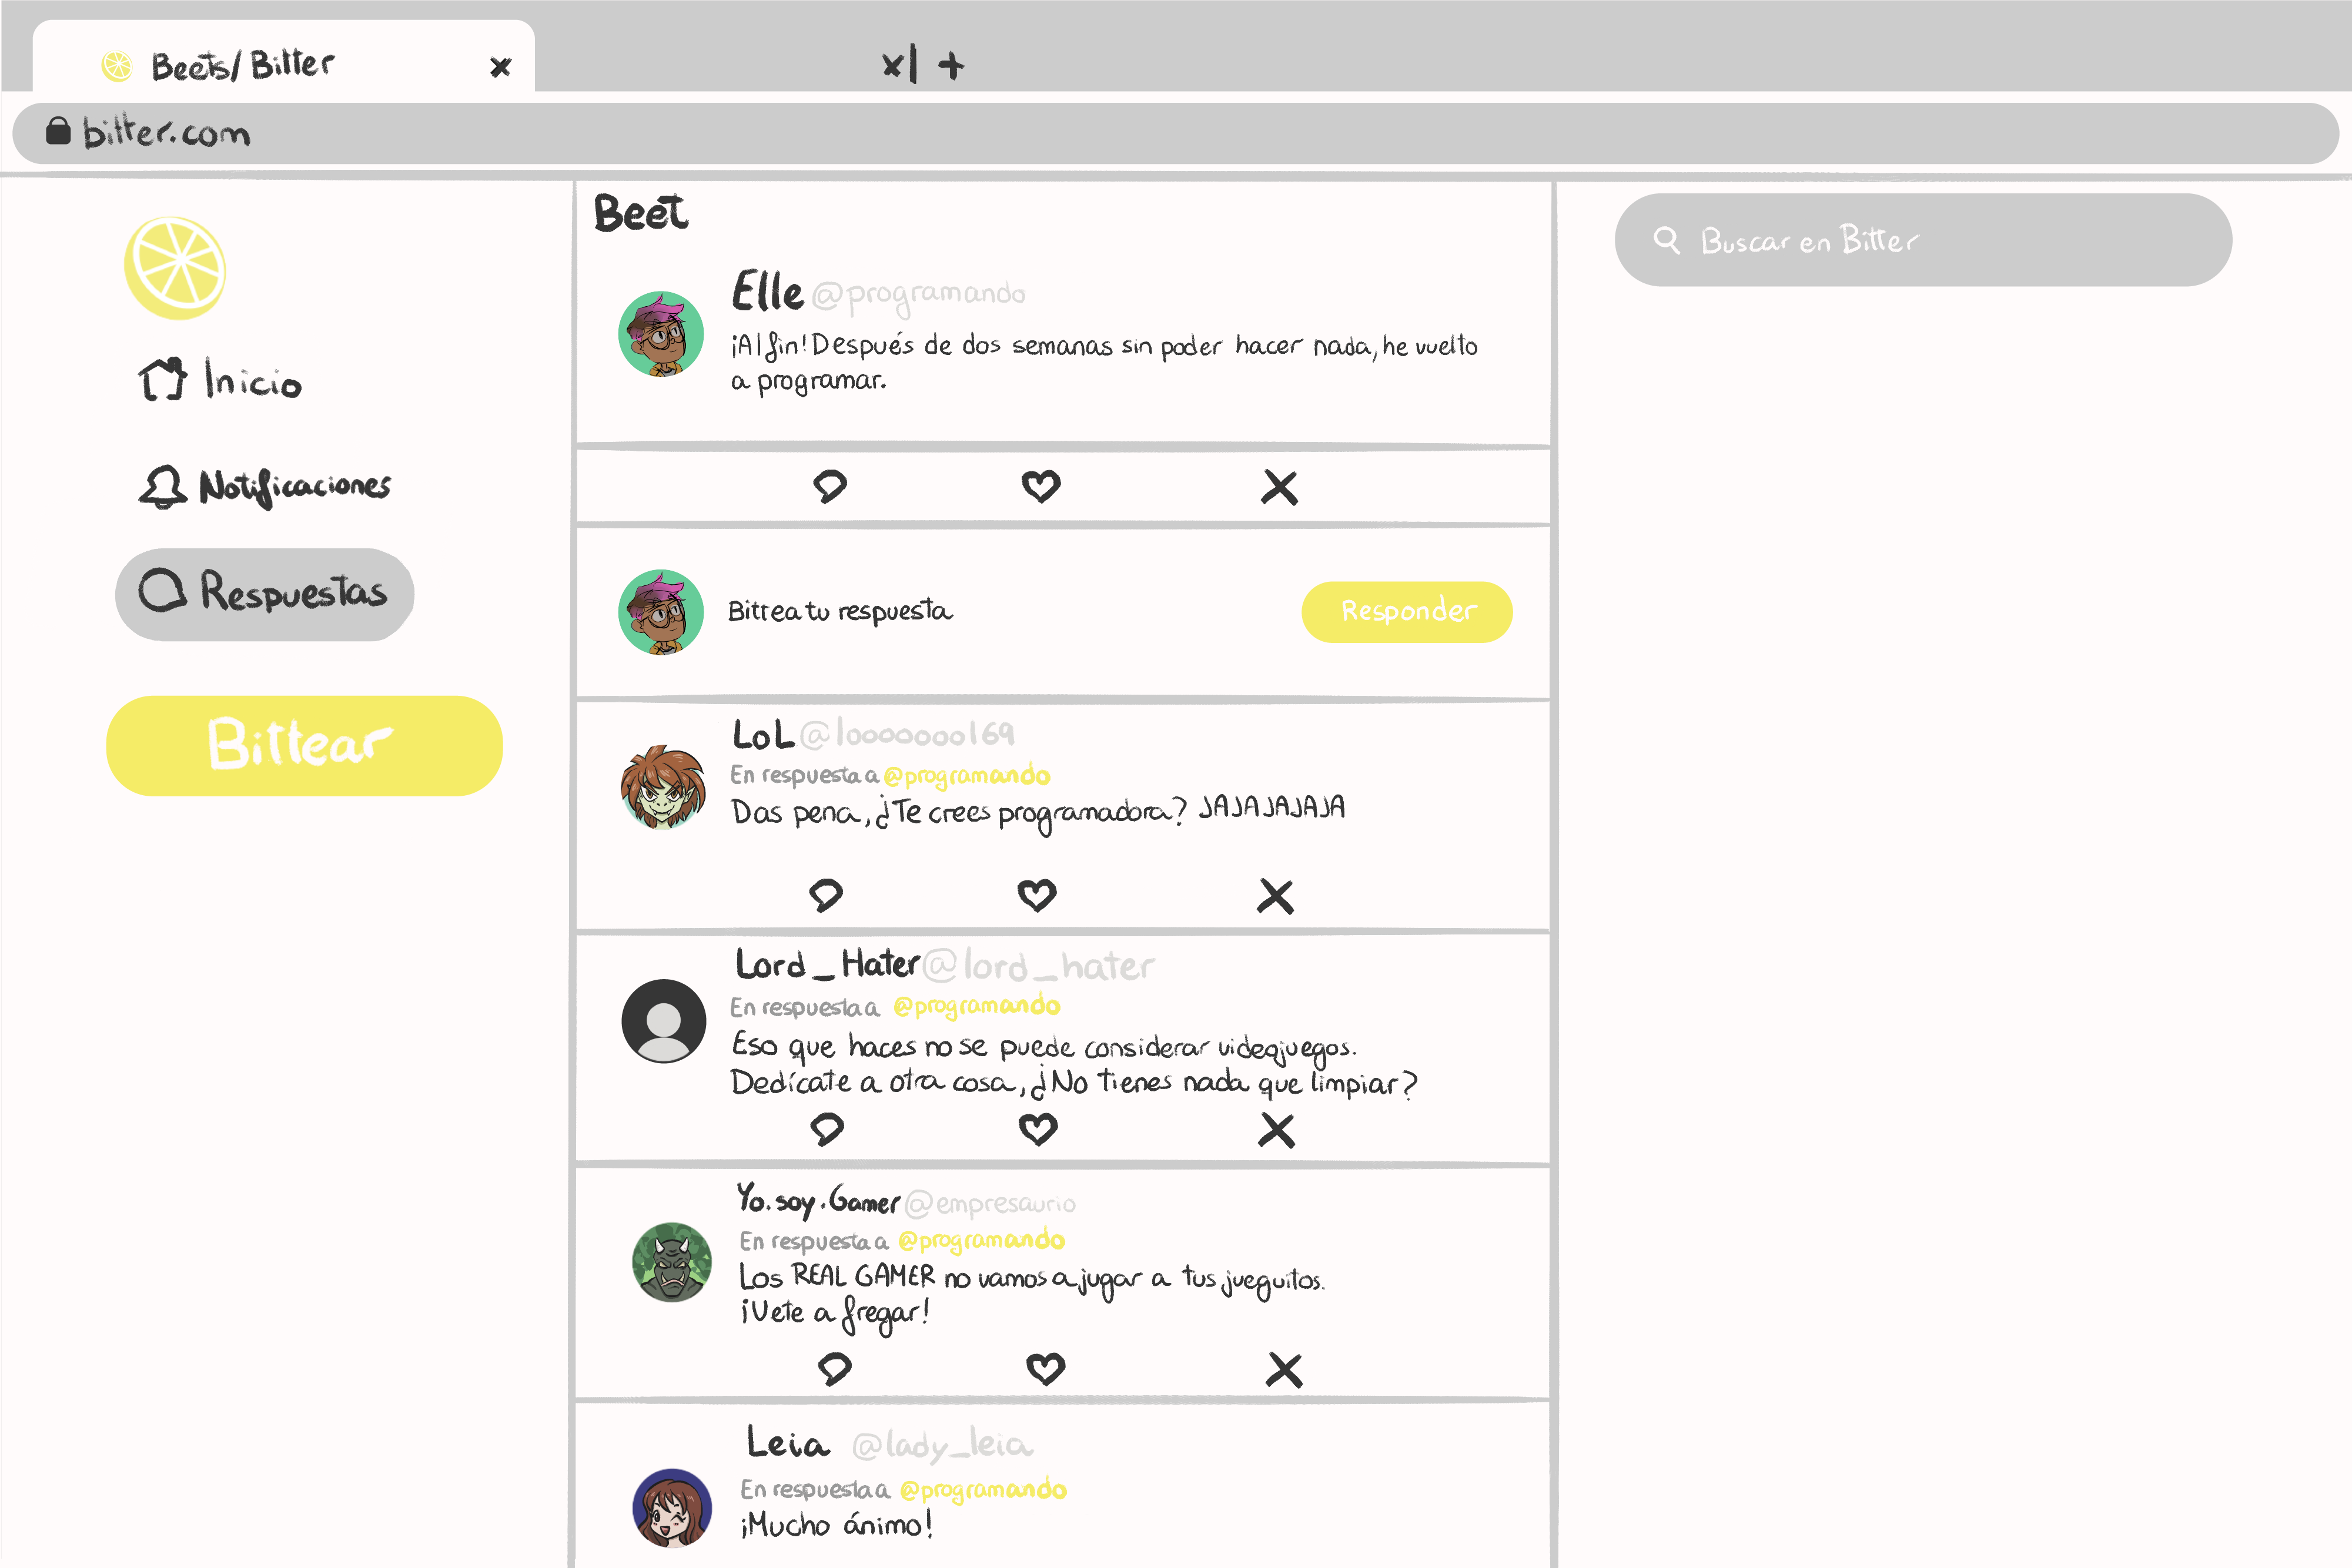 Beets/Bitter x
x| +
bitter.com
Inicio
Notificaciones
Respuestas
Bittear
Beet
Elle @programando
¡Al fin! Después de dos semanas sin poder hacer nada, he vuelto
a programar.
Bittea tu respuesta
Responder
LoL @loooooool69
En respuesta a @programando
Das pena, ¿Te crees programadora? JAJAJAJAJA
Lord_Hater @lord_hater
En respuesta a @programando
Eso que haces no se puede considerar videojuegos.
Dedícate a otra cosa, ¿No tienes nada que limpiar?
Yo.soy.Gamer @empresaurio
En respuesta a @programando
Los REAL GAMER no vamos a jugar a tus jueguitos.
¡Vete a fregar!
Leia @lady_leia
En respuesta a @programando
¡Mucho ánimo!
Buscar en Bitter